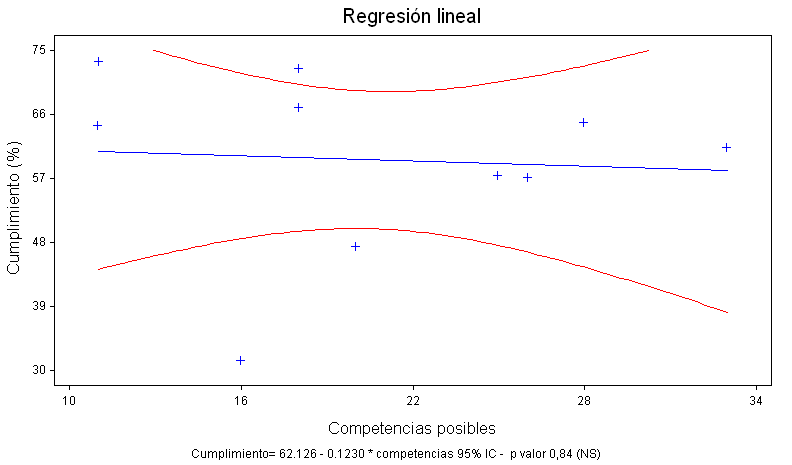 Regresión lineal
Cumplimiento (%)
75
66
57
48
39
30
10 16 22 28 34
Competencias posibles
Cumplimiento= 62.126 - 0.1230 * competencias 95% IC - p valor 0,84 (NS)